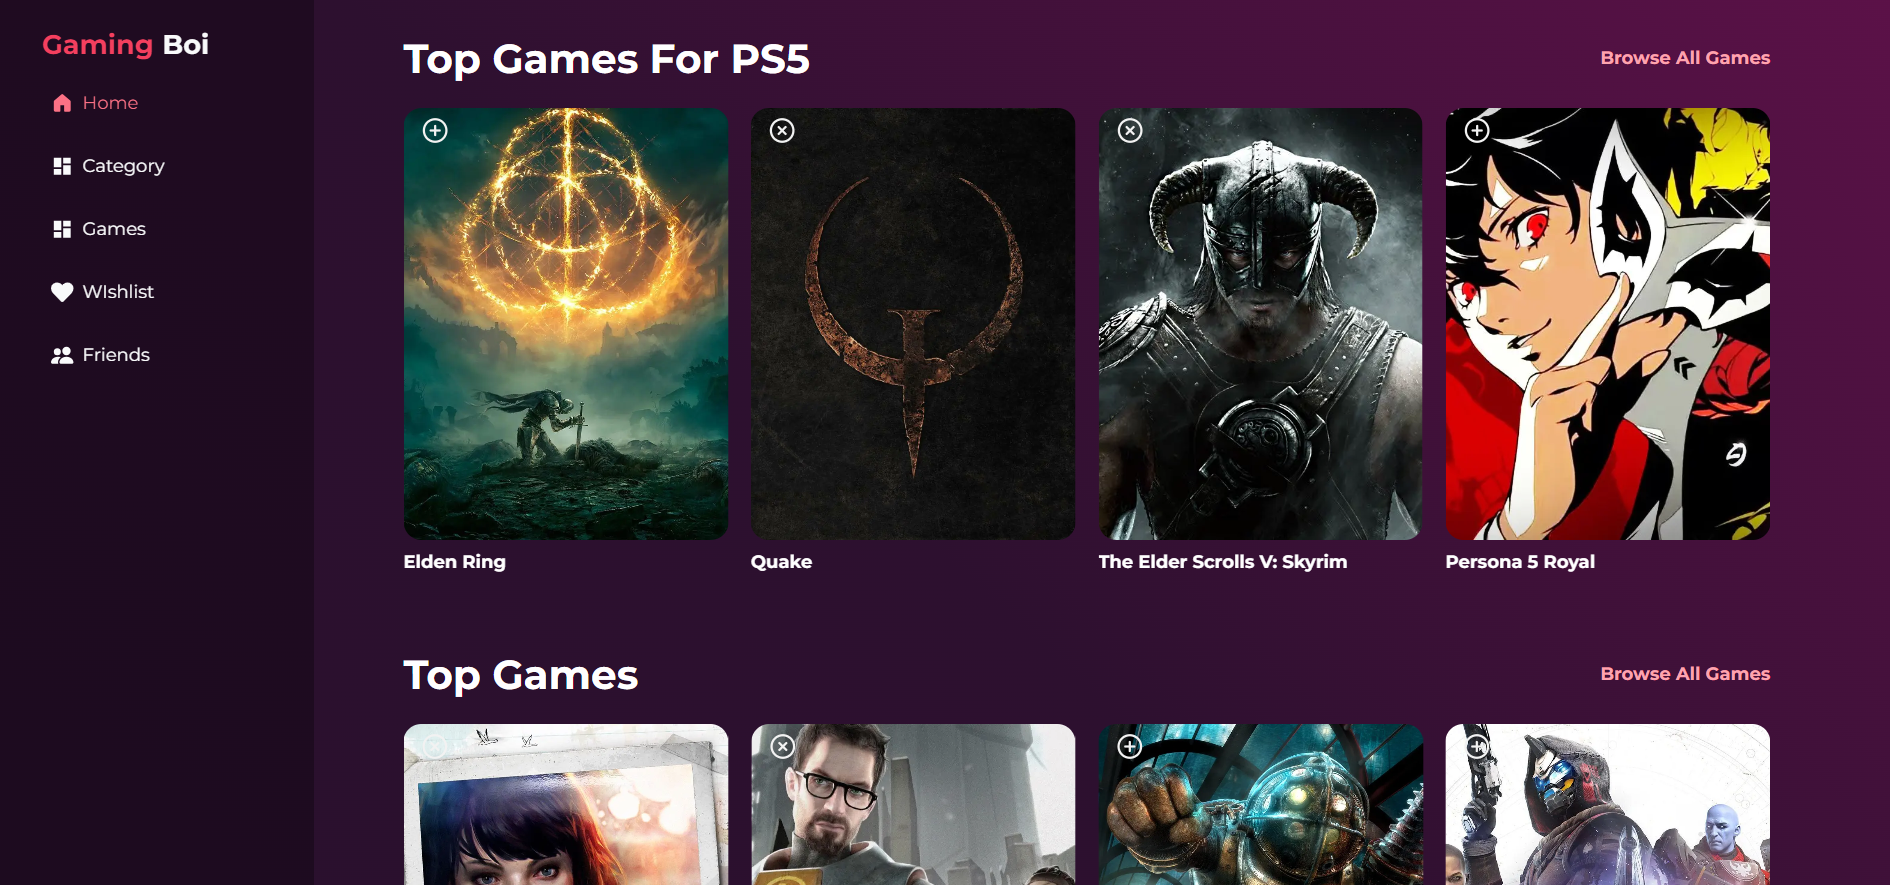 Gaming Boi
Home
Category
Games
WIshlist
Friends
Top Games For PS5
Browse All Games
Elden Ring
Quake
The Elder Scrolls V: Skyrim
Persona 5 Royal
Top Games
Browse All Games